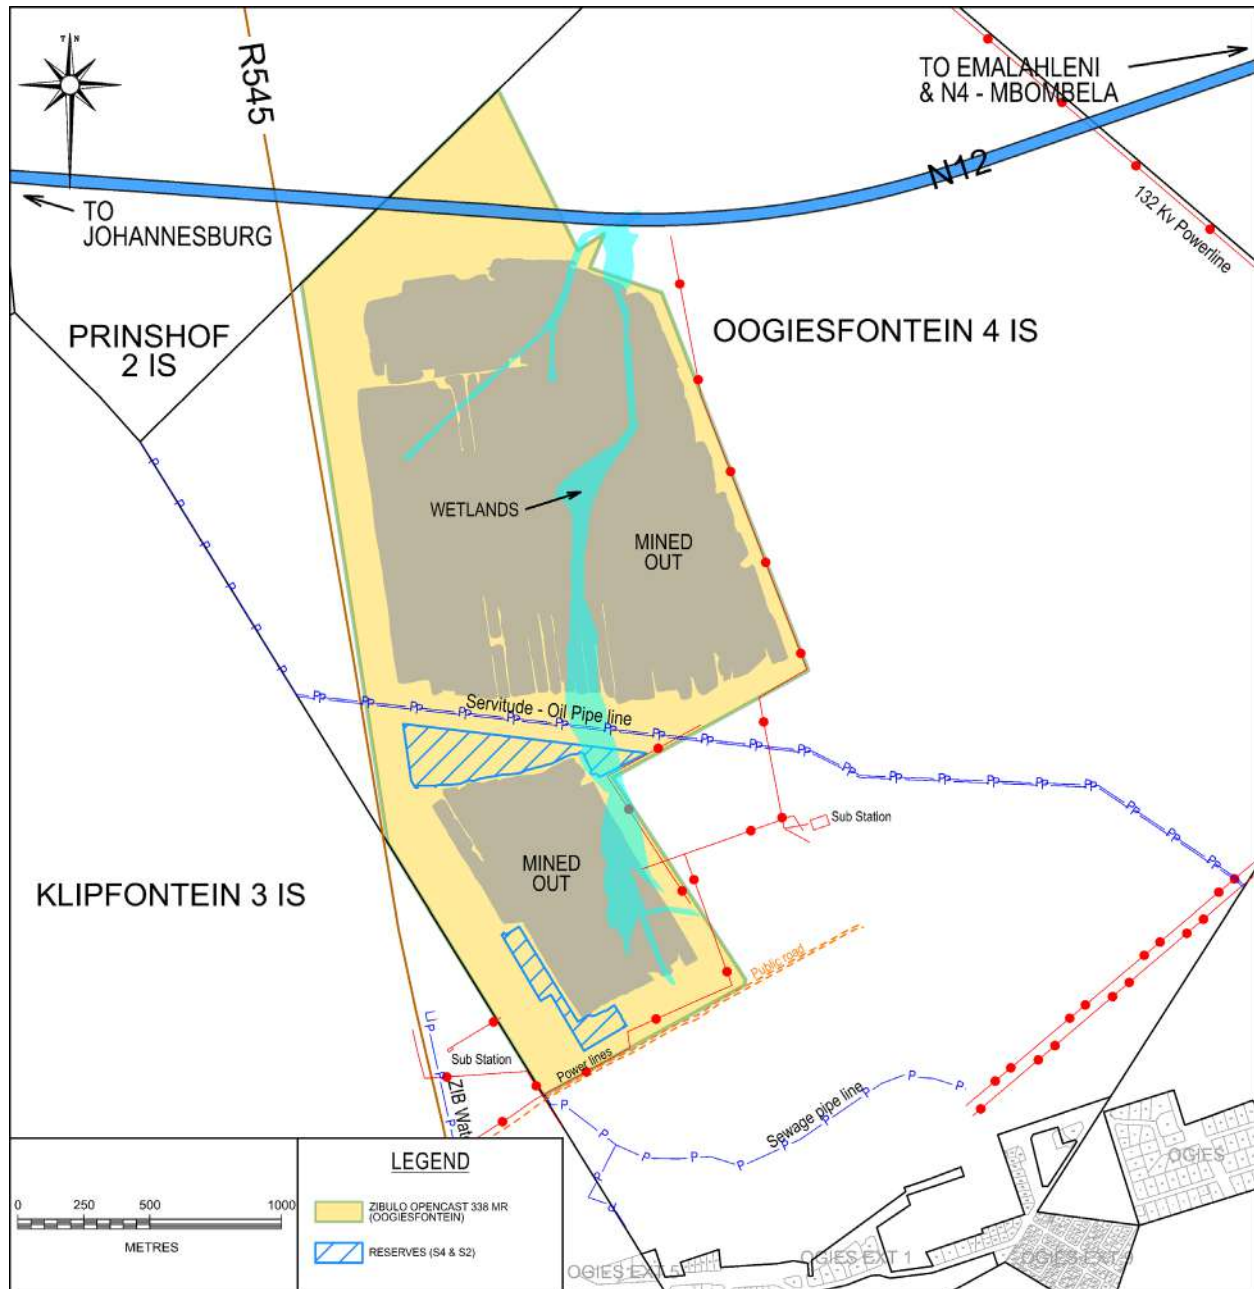 T N
R545
TO EMALAHLENI
& N4 - MBOMBELA
N12
TO
JOHANNESBURG
132 Kv Powerline
PRINSHOF
2 IS
OOGIESFONTEIN 4 IS
WETLANDS
MINED
OUT
Servitude - Oil Pipe line
Sub Station
MINED
OUT
KLIPFONTEIN 3 IS
Public road
Sub Station
Power lines
ZIB Wat
Sewage pipe line
OGIES
OGIES EXT 1
OGIES EXT 5
LEGEND
ZIBULO OPENCAST 338 MR
(OOGIESFONTEIN)
RESERVES (S4 & S2)
0 250 500 1000
METRES